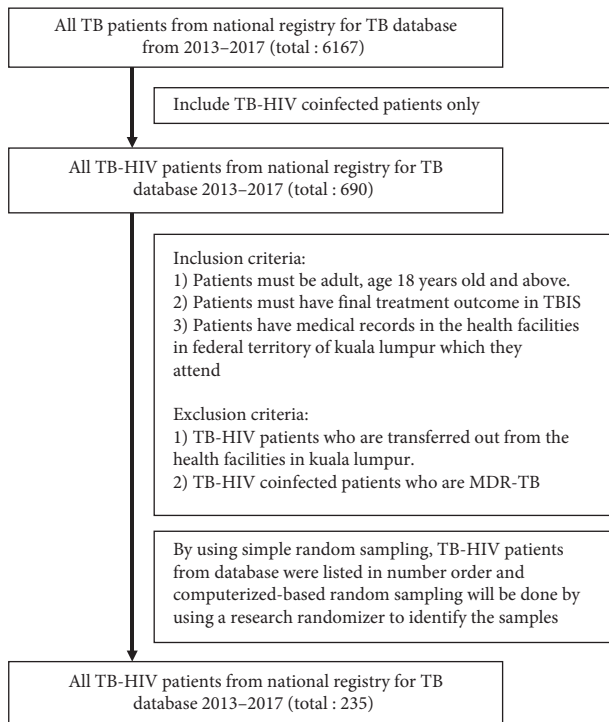 All TB patients from national registry for TB database
from 2013–2017 (total : 6167)
Include TB-HIV coinfected patients only
All TB-HIV patients from national registry for TB
database 2013–2017 (total : 690)
Inclusion criteria:
1) Patients must be adult, age 18 years old and above.
2) Patients must have final treatment outcome in TBIS
3) Patients have medical records in the health facilities
in federal territory of kuala lumpur which they
attend
Exclusion criteria:
1) TB-HIV patients who are transferred out from the
health facilities in kuala lumpur.
2) TB-HIV coinfected patients who are MDR-TB
By using simple random sampling, TB-HIV patients
from database were listed in number order and
computerized-based random sampling will be done by
using a research randomizer to identify the samples
All TB-HIV patients from national registry for TB
database 2013–2017 (total : 235)